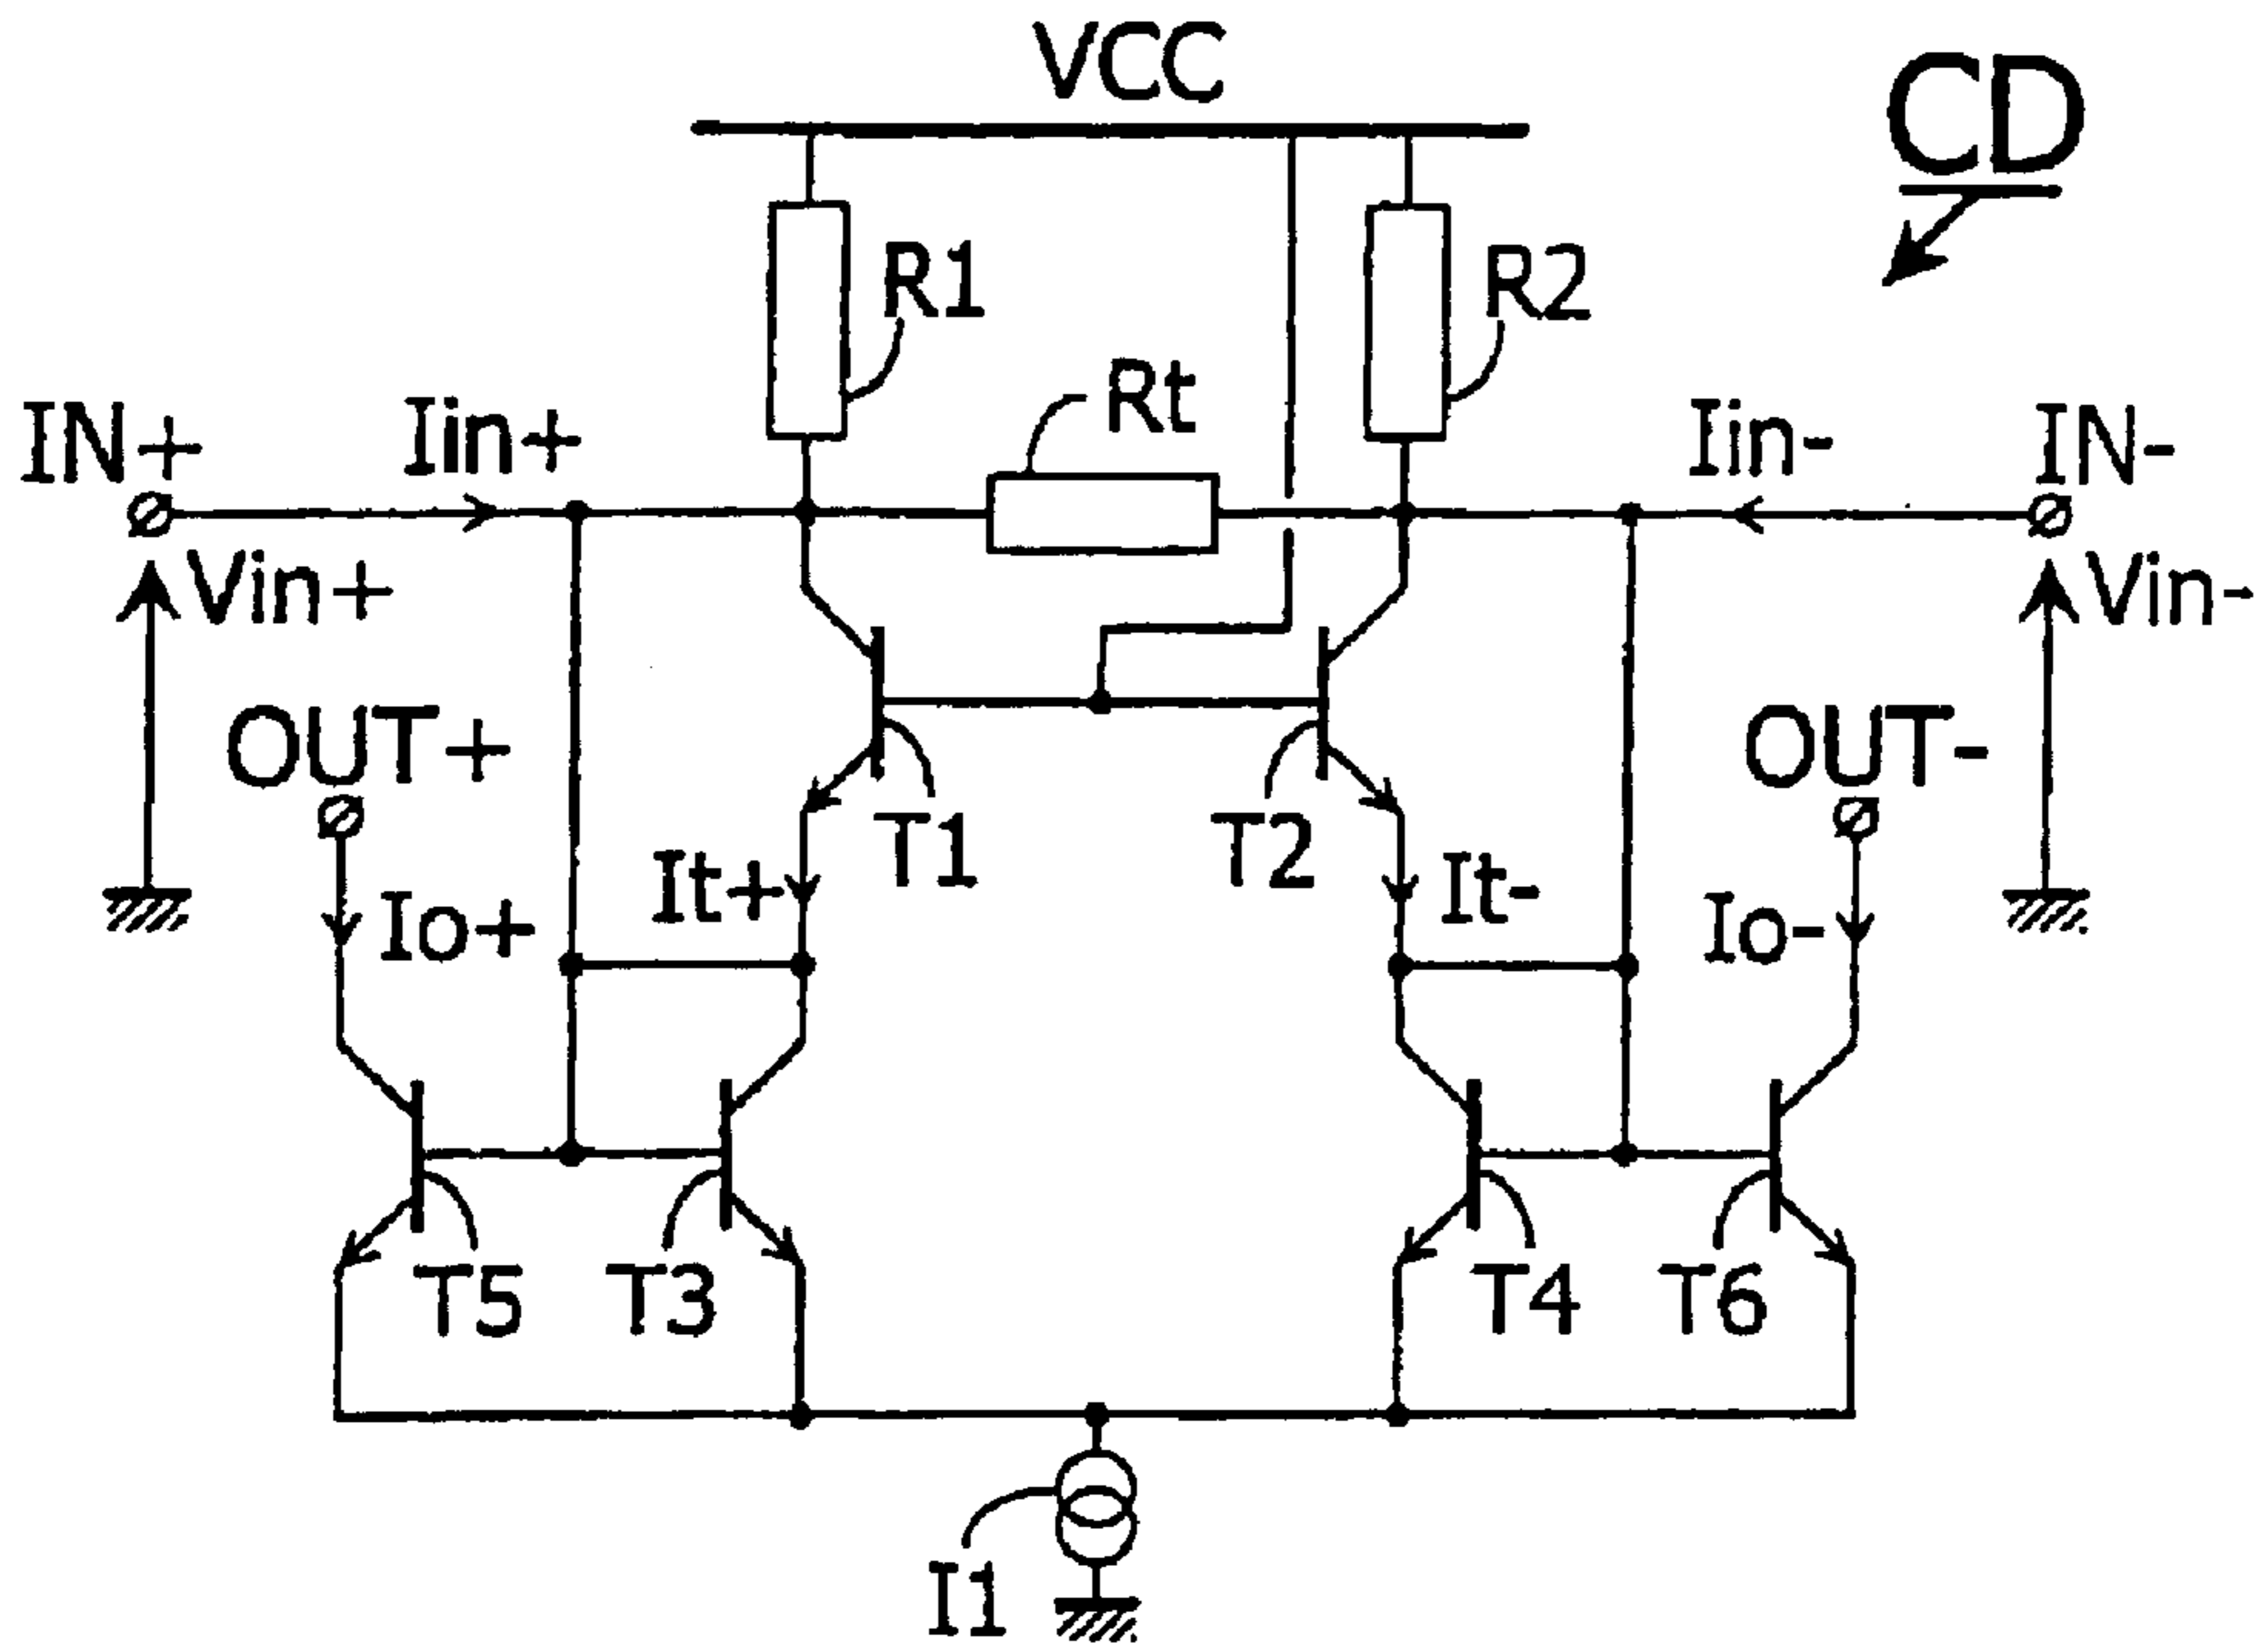 VCC
CD
R1
R2
Rt
IN+
Iin+
Iin-
IN-
Vin+
Vin-
OUT+
OUT-
T1
T2
It+
It-
Io+
Io-
T5
T3
T4
T6
I1